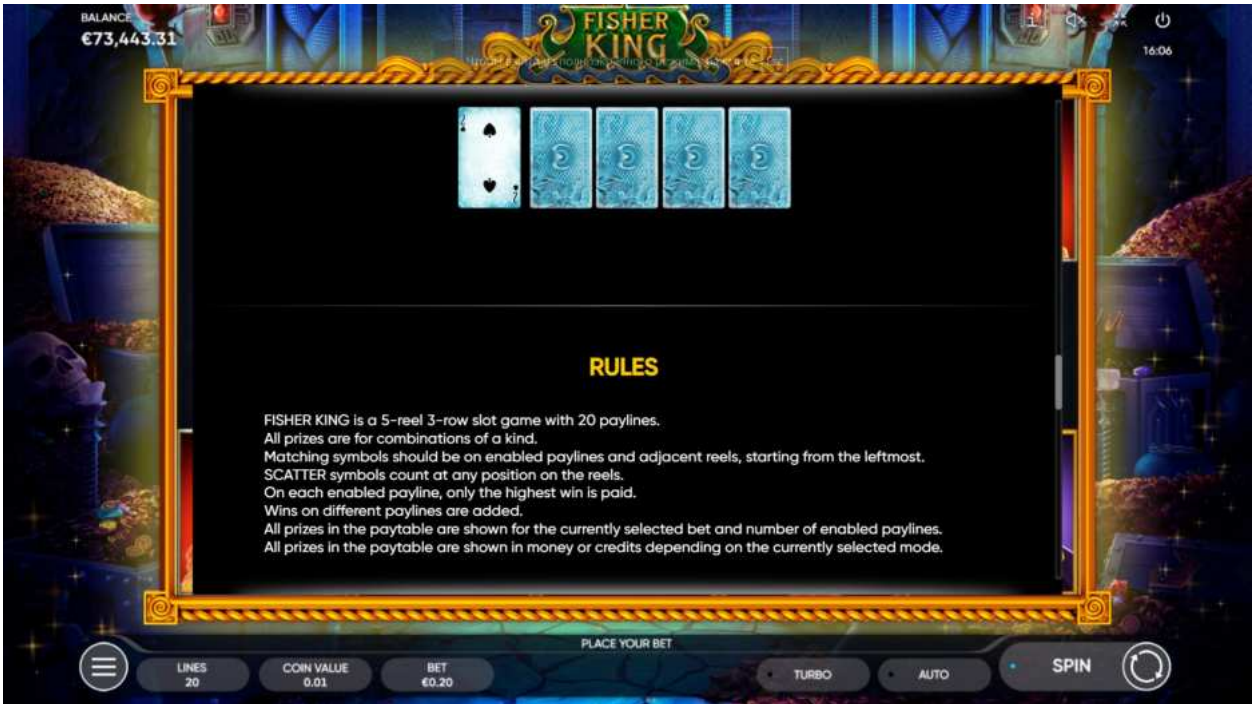 BALANCE
€73,443.31
FISHER
KING
16:06
2
2
RULES
FISHER KING is a 5-reel 3-row slot game with 20 paylines.
All prizes are for combinations of a kind.
Matching symbols should be on enabled paylines and adjacent reels, starting from the leftmost.
SCATTER symbols count at any position on the reels.
On each enabled payline, only the highest win is paid.
Wins on different paylines are added.
All prizes in the paytable are shown for the currently selected bet and number of enabled paylines.
All prizes in the paytable are shown in money or credits depending on the currently selected mode.
PLACE YOUR BET
LINES
20
COIN VALUE
0.01
BET
€0.20
TURBO
AUTO
SPIN